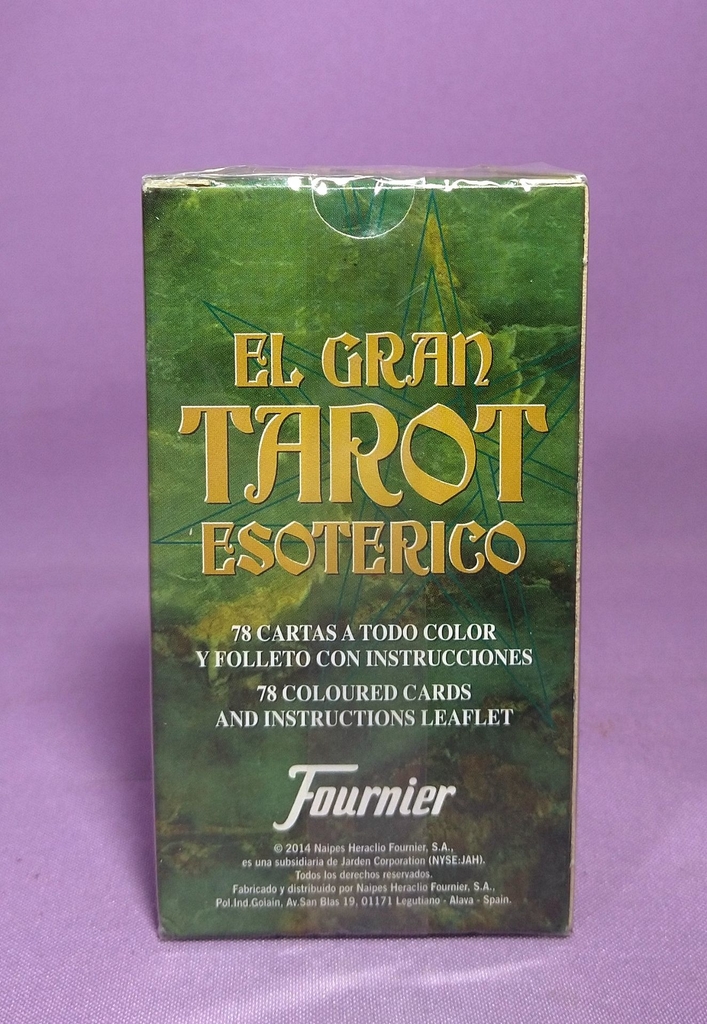 EL GRAN
TAROT
ESOTERICO
78 CARTAS A TODO COLOR
Y FOLLETO CON INSTRUCCIONES
78 COLOURED CARDS
AND INSTRUCTIONS LEAFLET
Fournier
© 2014 Naipes Heraclio Fournier, S.A.,
es una subsidiaria de Jarden Corporation (NYSE:JAH).
Todos los derechos reservados.
Fabricado y distribuido por Naipes Heraclio Fournier, S.A.,
Pol.Ind.Goiain, Av.San Blas 19, 01171 Legutiano - Alava - Spain.